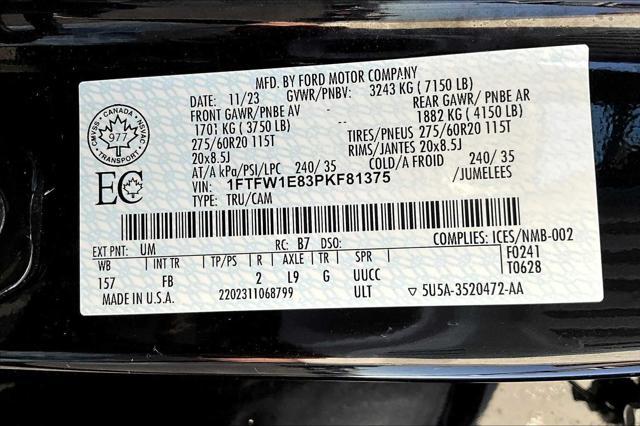 MFD. BY FORD MOTOR COMPANY
DATE: 11/23 GVWR/PNBV: 3243 KG ( 7150 LB)
FRONT GAWR/PNBE AV REAR GAWR/ PNBE AR
1701 KG ( 3750 LB) 1882 KG ( 4150 LB)
275/60R20 115T TIRES/PNEUS 275/60R20 115T
20x8.5J RIMS/JANTES 20x8.5J
AT/A kPa/PSI/LPC 240/ 35 COLD/A FROID 240/ 35
VIN: 1FTFW1E83PKF81375 /JUMELEES
TYPE: TRU/CAM
CANADA
CMVSS NSVAC
977
TRANSPORT
EC
EXT PNT: UM RC: B7 DSO: COMPLIES: ICES/NMB-002
WB INT TR TP/PS R AXLE TR SPR F0241
157 FB 2 L9 G UUCC T0628
MADE IN U.S.A. 2202311068799 ULT ▽ 5U5A-3520472-AA